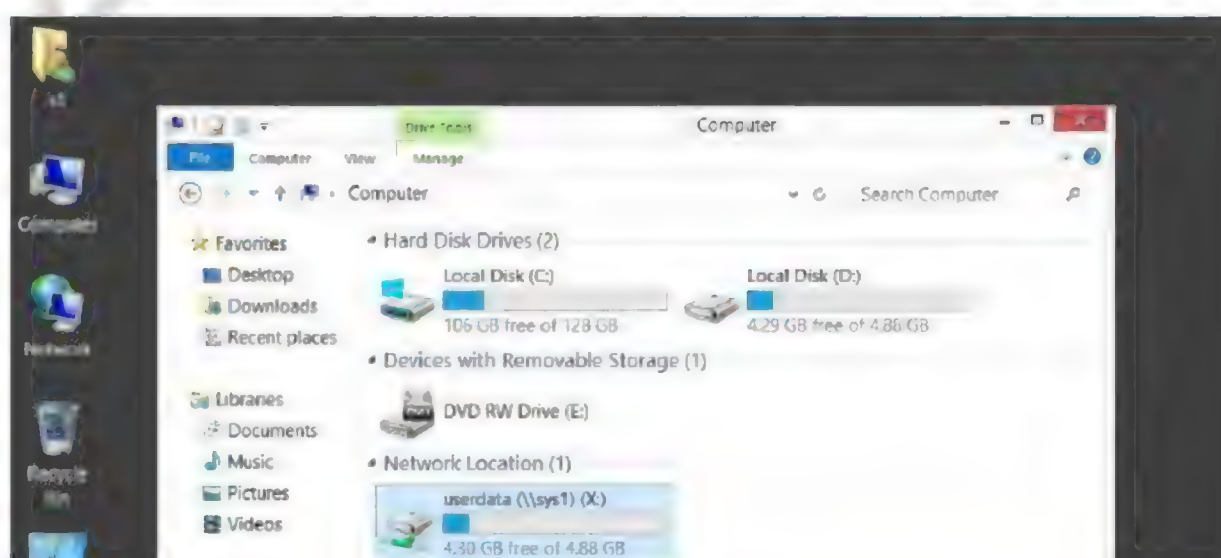 Drive Tools
Computer
File
Computer
View
Manage
Computer
Search Computer
Favorites
Desktop
Downloads
Recent places
Libraries
Documents
Music
Pictures
Videos
Hard Disk Drives (2)
Local Disk (C:)
106 GB free of 128 GB
Local Disk (D:)
4.29 GB free of 4.88 GB
Devices with Removable Storage (1)
DVD RW Drive (E:)
Network Location (1)
userdata (\\sys1) (X:)
4.30 GB free of 4.88 GB
Computer
Network
Recycle